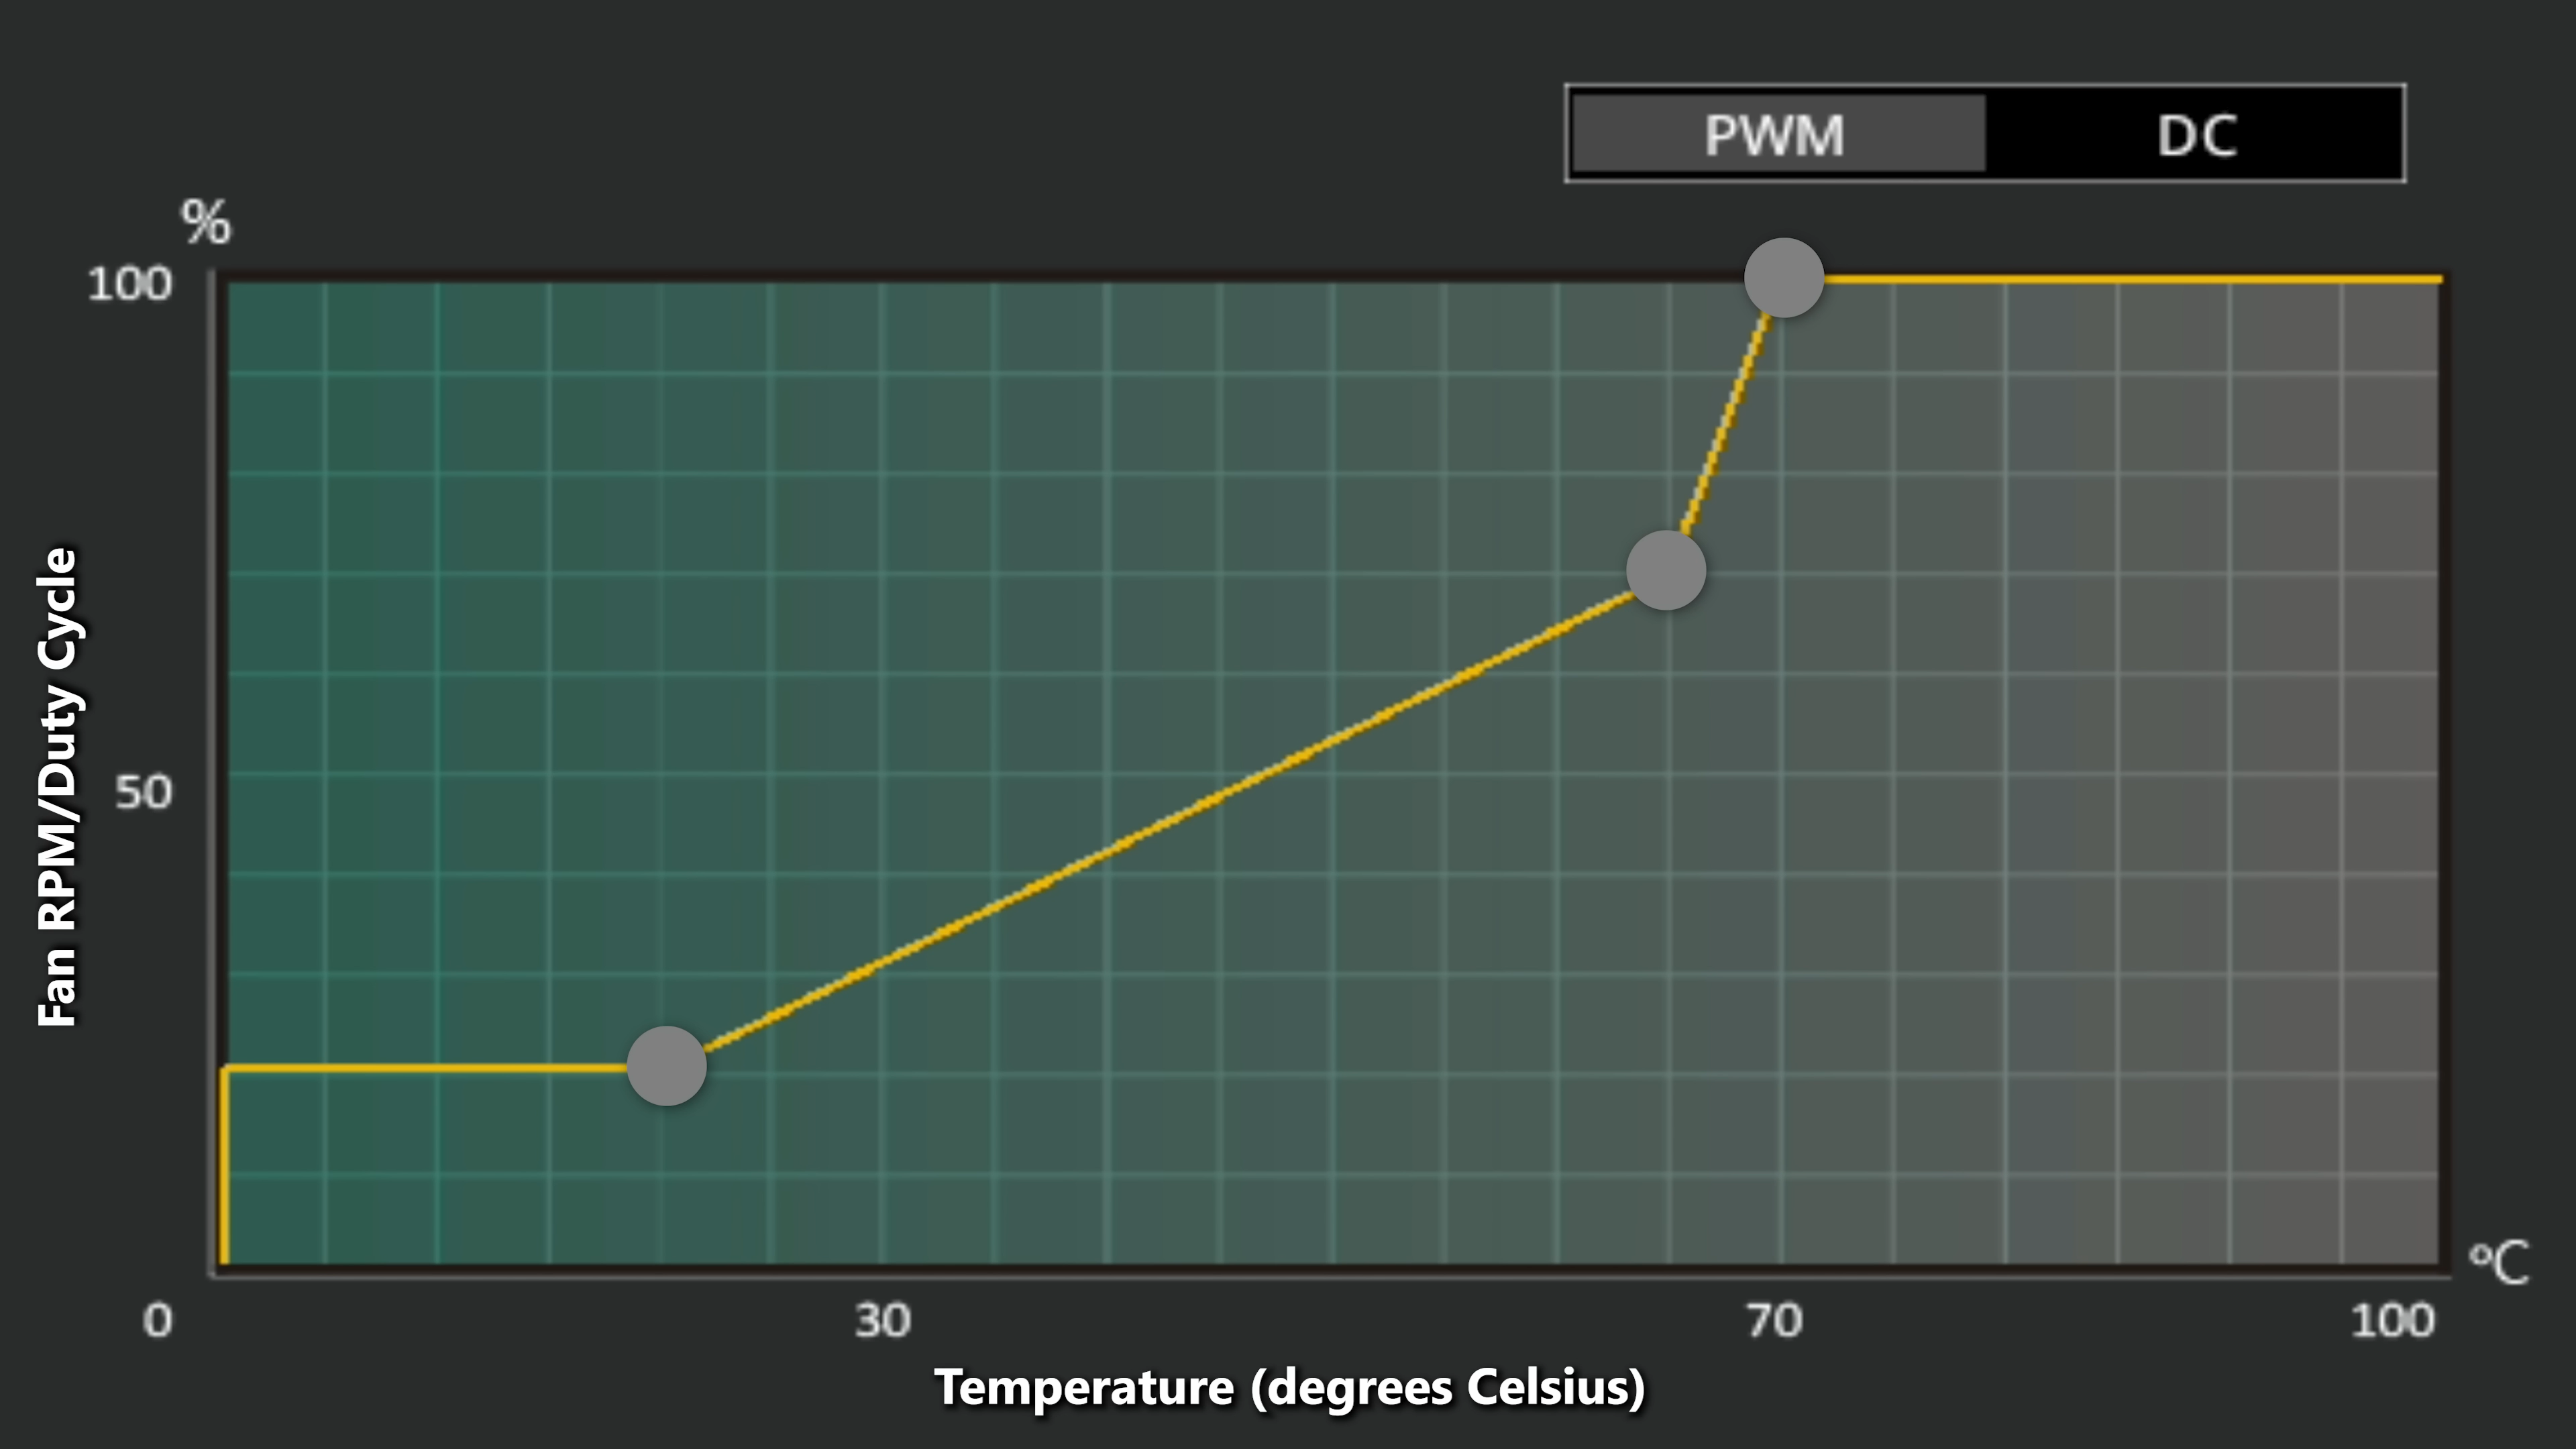 PWM DC
%
100
50
0 30 70 100
°C
Fan RPM/Duty Cycle
Temperature (degrees Celsius)